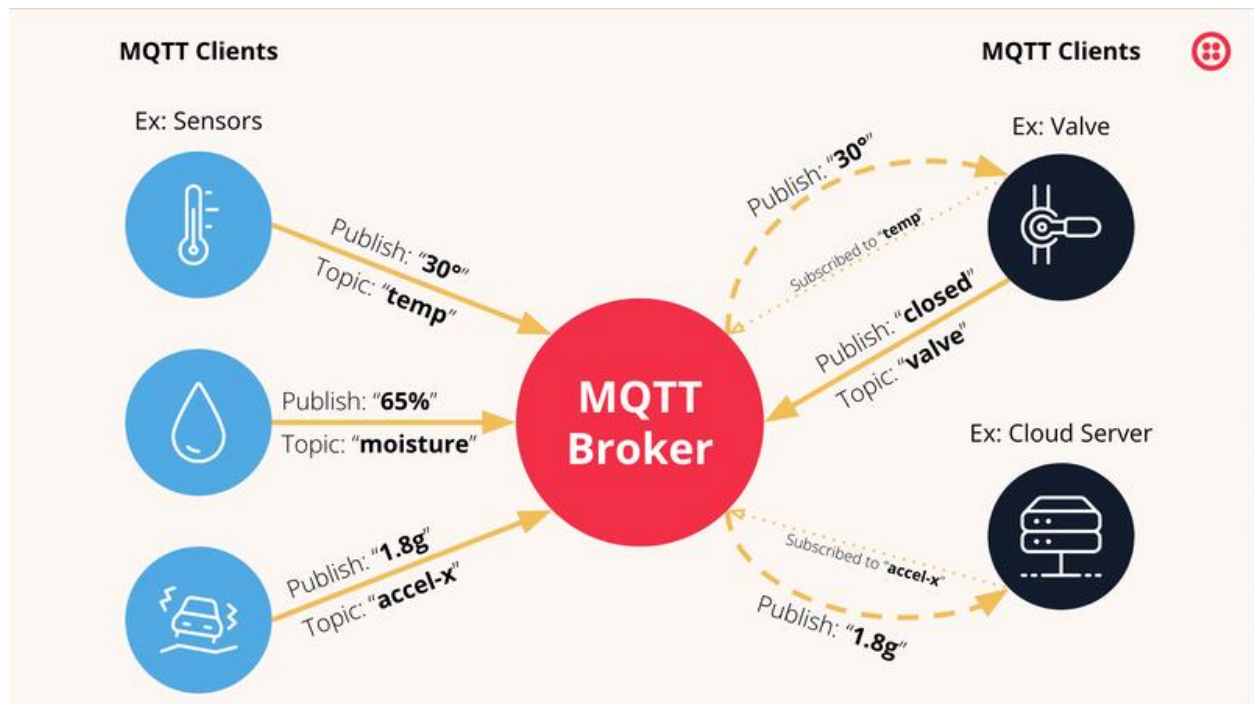 MQTT Clients
MQTT Clients
Ex: Sensors
Ex: Valve
Publish: “30°”
Topic: “temp”
Publish: “30°”
Subscribed to “temp”
Publish: “closed”
Topic: “valve”
MQTT
Broker
Publish: “65%”
Topic: “moisture”
Ex: Cloud Server
Publish: “1.8g”
Topic: “accel-x”
Subscribed to “accel-x”
Publish: “1.8g”